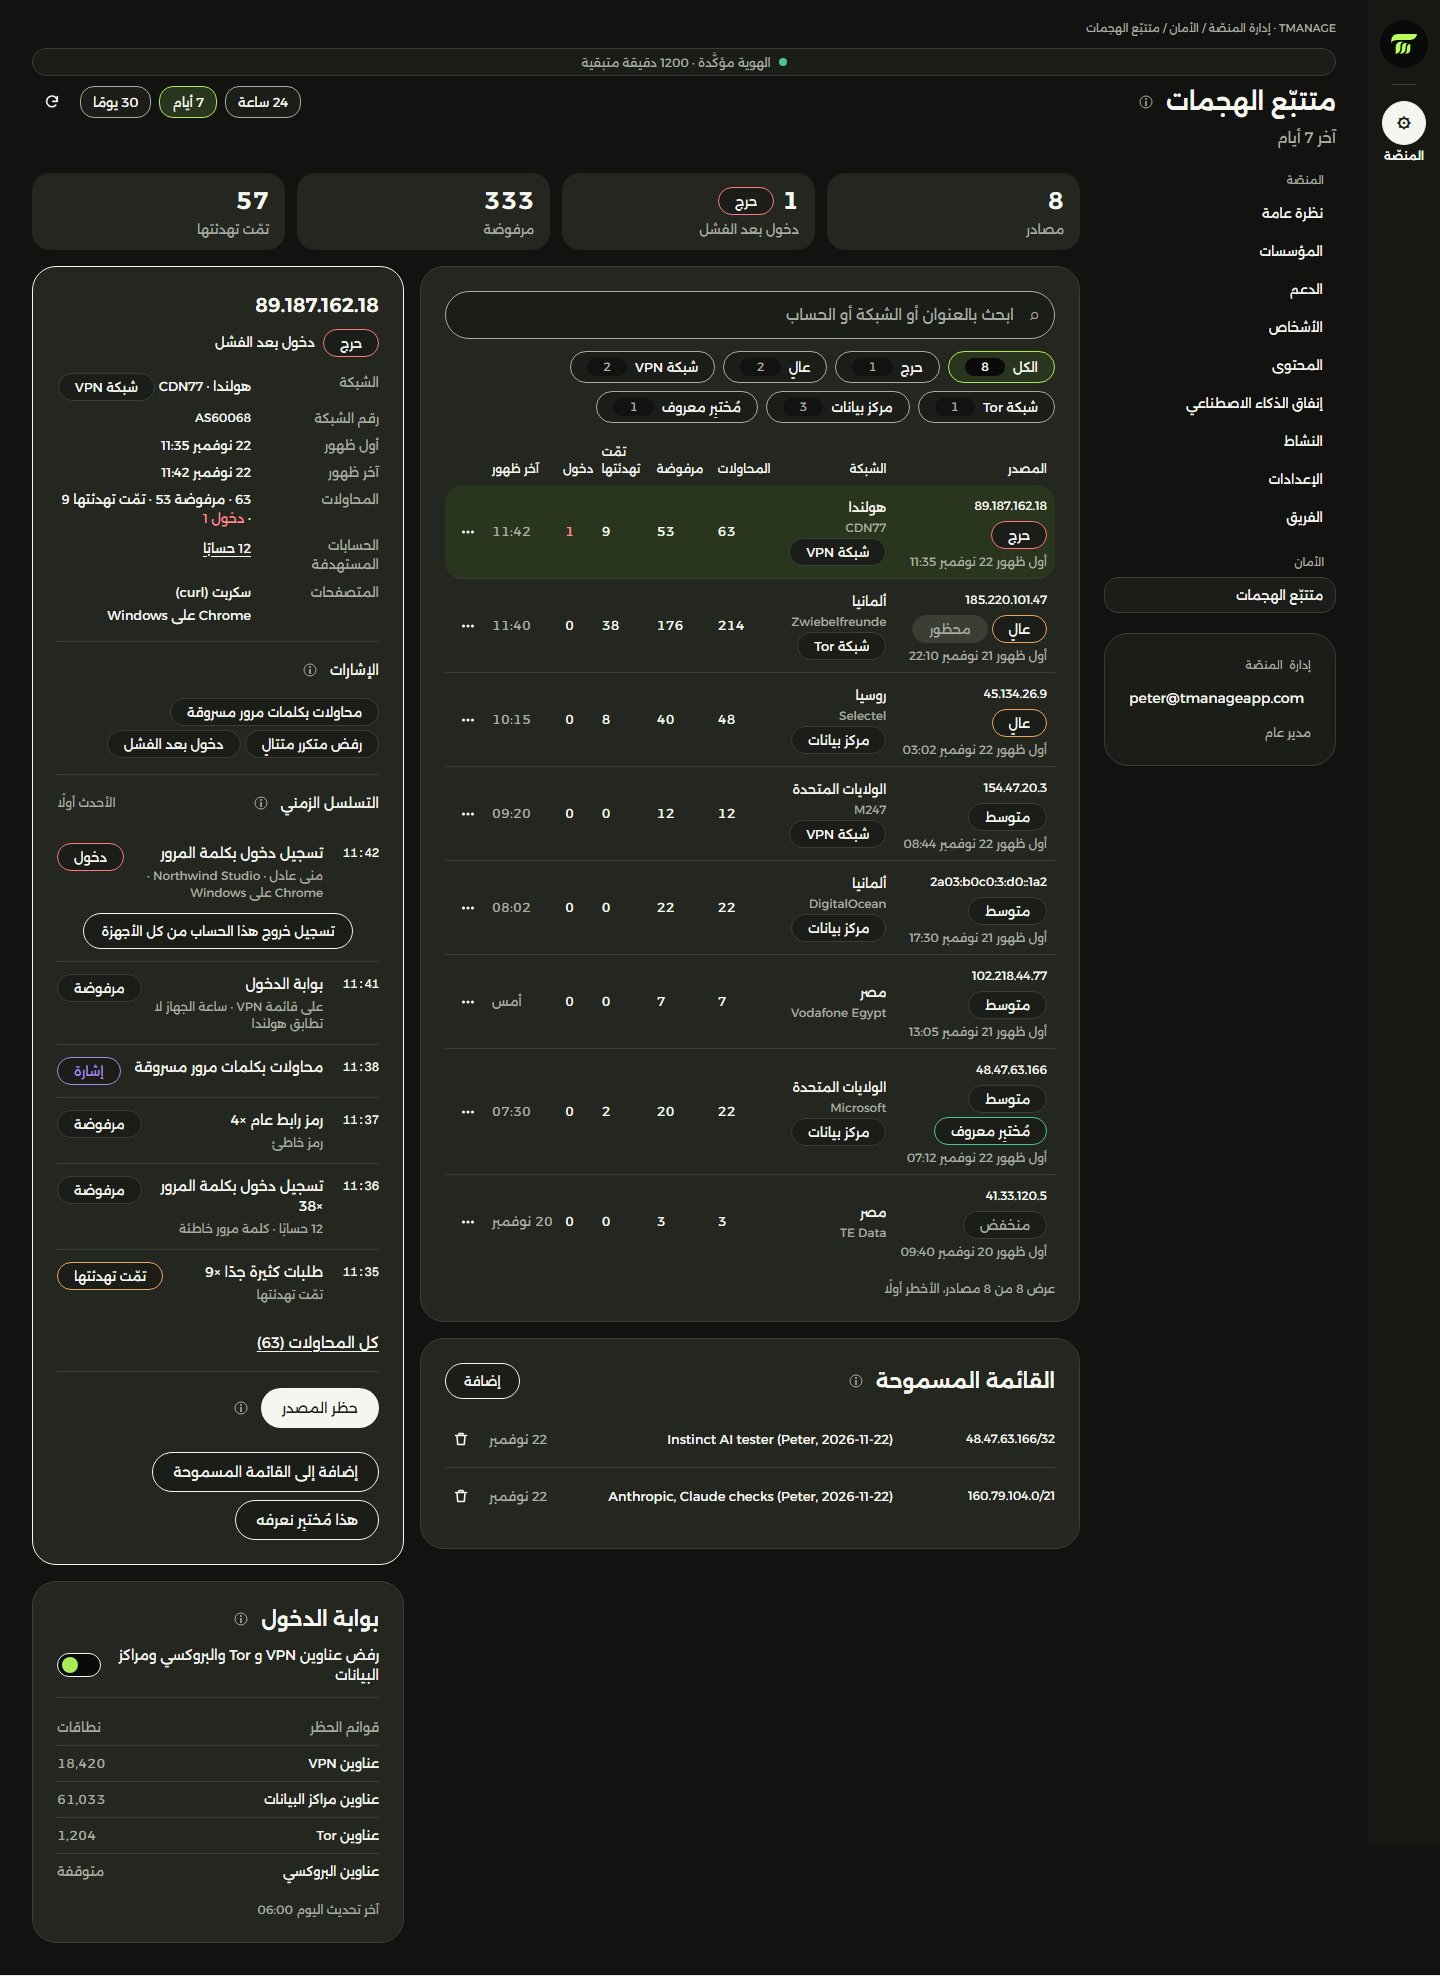 TMANAGE · إدارة المنصّة / الأمان / متتبّع الهجمات
الهوية مؤكَّدة · 1200 دقيقة متبقية
متتبّع الهجمات
آخر 7 أيام
24 ساعة
7 أيام
30 يومًا
المنصّة
المنصّة
نظرة عامة
المؤسسات
الدعم
الأشخاص
المحتوى
إنفاق الذكاء الاصطناعي
النشاط
الإعدادات
الفريق
الأمان
متتبّع الهجمات
إدارة المنصّة
peter@tmanageapp.com
مدير عام
8
مصادر
1 حرج
دخول بعد الفشل
333
مرفوضة
57
تمّت تهدئتها
ابحث بالعنوان أو الشبكة أو الحساب
الكل 8
حرج 1
عالٍ 2
شبكة VPN 2
شبكة Tor 1
مركز بيانات 3
مُختبِر معروف 1
المصدر الشبكة المحاولات مرفوضة تمّت تهدئتها دخول آخر ظهور
89.187.162.18
حرج
أول ظهور 22 نوفمبر 11:35
هولندا
CDN77
شبكة VPN
63 53 9 1 11:42
185.220.101.47
عالٍ محظور
أول ظهور 21 نوفمبر 22:10
ألمانيا
Zwiebelfreunde
شبكة Tor
214 176 38 0 11:40
45.134.26.9
عالٍ
أول ظهور 22 نوفمبر 03:02
روسيا
Selectel
مركز بيانات
48 40 8 0 10:15
154.47.20.3
متوسط
أول ظهور 22 نوفمبر 08:44
الولايات المتحدة
M247
شبكة VPN
12 12 0 0 09:20
2a03:b0c0:3:d0::1a2
متوسط
أول ظهور 21 نوفمبر 17:30
ألمانيا
DigitalOcean
مركز بيانات
22 22 0 0 08:02
102.218.44.77
متوسط
أول ظهور 21 نوفمبر 13:05
مصر
Vodafone Egypt
7 7 0 0 أمس
48.47.63.166
متوسط
مُختبِر معروف
أول ظهور 22 نوفمبر 07:12
الولايات المتحدة
Microsoft
مركز بيانات
22 20 2 0 07:30
41.33.120.5
منخفض
أول ظهور 20 نوفمبر 09:40
مصر
TE Data
3 3 0 0 20 نوفمبر
عرض 8 من 8 مصادر، الأخطر أولًا
القائمة المسموحة
إضافة
48.47.63.166/32 Instinct AI tester (Peter, 2026-11-22) 22 نوفمبر
160.79.104.0/21 Anthropic, Claude checks (Peter, 2026-11-22) 22 نوفمبر
89.187.162.18
حرج دخول بعد الفشل
الشبكة هولندا · CDN77 شبكة VPN
رقم الشبكة AS60068
أول ظهور 22 نوفمبر 11:35
آخر ظهور 22 نوفمبر 11:42
المحاولات 63 · مرفوضة 53 · تمّت تهدئتها 9
· دخول 1
الحسابات المستهدفة 12 حسابًا
المتصفحات سكربت (curl)
Chrome على Windows
الإشارات
محاولات بكلمات مرور مسروقة
رفض متكرر متتالٍ
دخول بعد الفشل
التسلسل الزمني
الأحدث أولًا
11:42 تسجيل دخول بكلمة المرور دخول
منى عادل · Northwind Studio ·
Chrome على Windows
تسجيل خروج هذا الحساب من كل الأجهزة
11:41 بوابة الدخول مرفوضة
على قائمة VPN · ساعة الجهاز لا
تطابق هولندا
11:38 محاولات بكلمات مرور مسروقة إشارة
11:37 رمز رابط عام ×4 مرفوضة
رمز خاطئ
11:36 تسجيل دخول بكلمة المرور مرفوضة
×38
12 حسابًا · كلمة مرور خاطئة
11:35 طلبات كثيرة جدًا ×9 تمّت تهدئتها
تمّت تهدئتها
كل المحاولات (63)
حظر المصدر
إضافة إلى القائمة المسموحة
هذا مُختبِر نعرفه
بوابة الدخول
رفض عناوين VPN و Tor والبروكسي ومراكز
البيانات
قوائم الحظر نطاقات
عناوين VPN 18,420
عناوين مراكز البيانات 61,033
عناوين Tor 1,204
عناوين البروكسي متوقفة
آخر تحديث اليوم 06:00